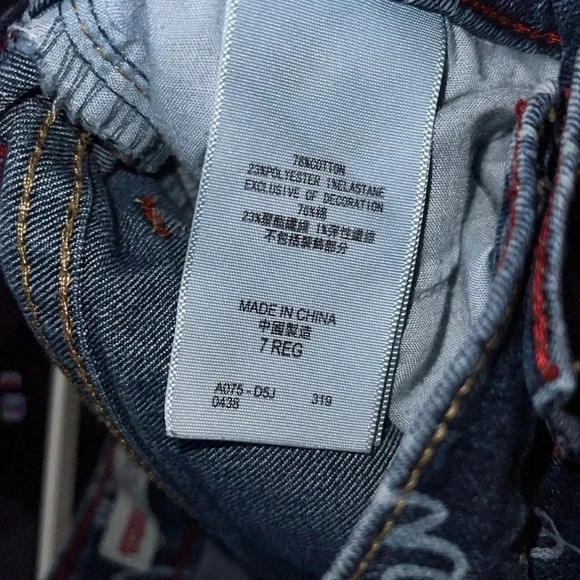 76%COTTON
23%POLYESTER 1%ELASTANE
EXCLUSIVE OF DECORATION
76%棉
23%聚酯纖維 1%彈性纖維
不包括裝飾部分
MADE IN CHINA
中國製造
7 REG
A075 - D5J 319
0438